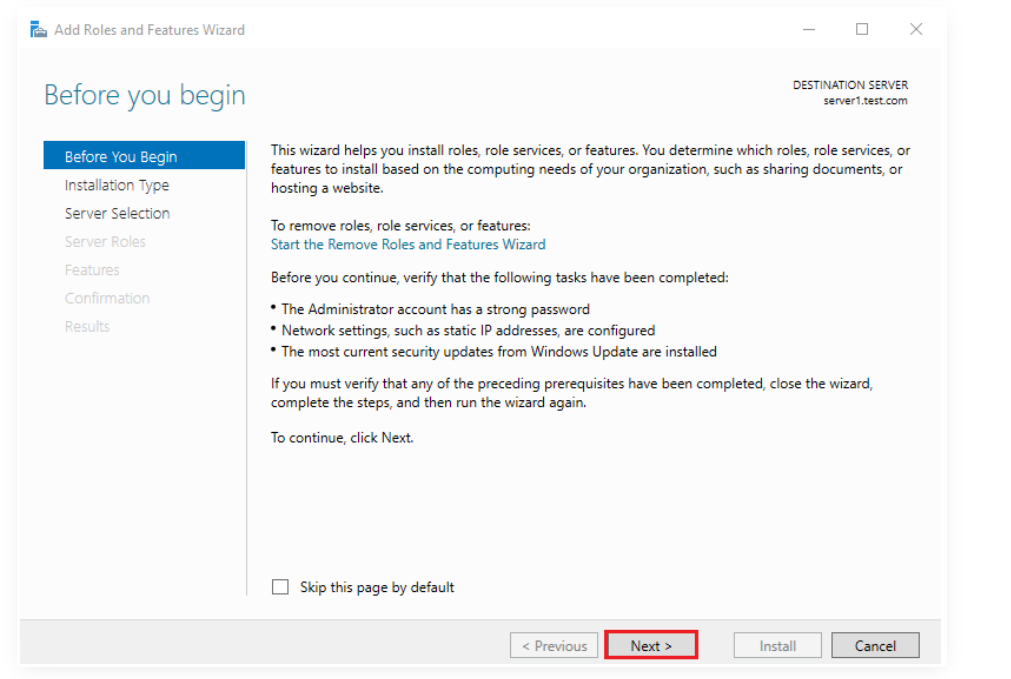 Add Roles and Features Wizard
Before you begin
DESTINATION SERVER
server1.test.com
Before You Begin
Installation Type
Server Selection
Server Roles
Features
Confirmation
Results
This wizard helps you install roles, role services, or features. You determine which roles, role services, or
features to install based on the computing needs of your organization, such as sharing documents, or
hosting a website.
To remove roles, role services, or features:
Start the Remove Roles and Features Wizard
Before you continue, verify that the following tasks have been completed:
• The Administrator account has a strong password
• Network settings, such as static IP addresses, are configured
• The most current security updates from Windows Update are installed
If you must verify that any of the preceding prerequisites have been completed, close the wizard,
complete the steps, and then run the wizard again.
To continue, click Next.
Skip this page by default
< Previous
Next >
Install
Cancel